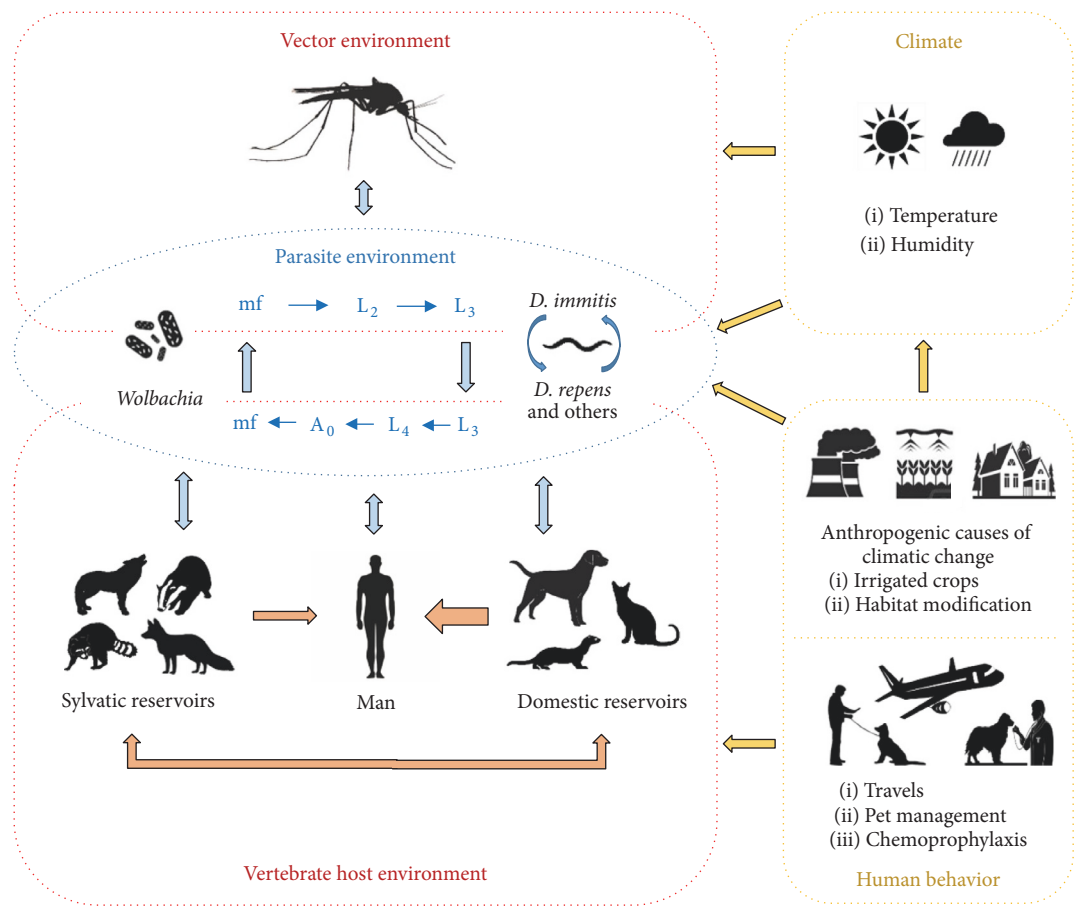 Vector environment
Climate
(i) Temperature
(ii) Humidity
Parasite environment
mf L2 L3
D. immitis
D. repens
and others
Wolbachia
mf A0 L4 L3
Anthropogenic causes of
climatic change
(i) Irrigated crops
(ii) Habitat modification
Sylvatic reservoirs
Man
Domestic reservoirs
(i) Travels
(ii) Pet management
(iii) Chemoprophylaxis
Vertebrate host environment
Human behavior